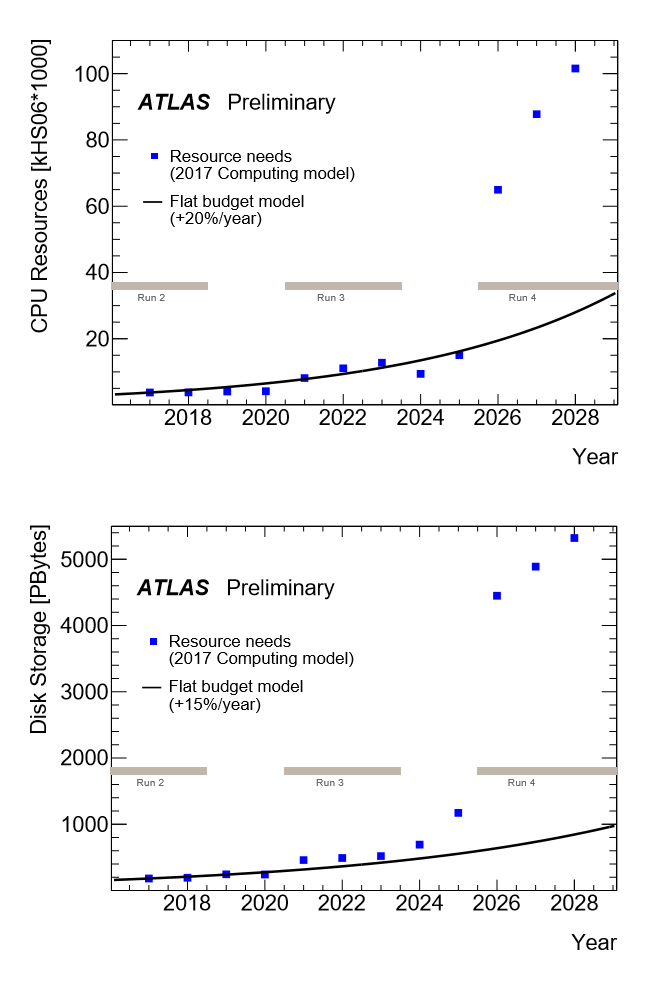 CPU Resources [kHS06*1000]
100
80
60
40
20
ATLAS Preliminary
Resource needs
(2017 Computing model)
Flat budget model
(+20%/year)
Run 2 Run 3 Run 4
2018 2020 2022 2024 2026 2028
Year
Disk Storage [PBytes]
5000
4000
3000
2000
1000
ATLAS Preliminary
Resource needs
(2017 Computing model)
Flat budget model
(+15%/year)
Run 2 Run 3 Run 4
2018 2020 2022 2024 2026 2028
Year